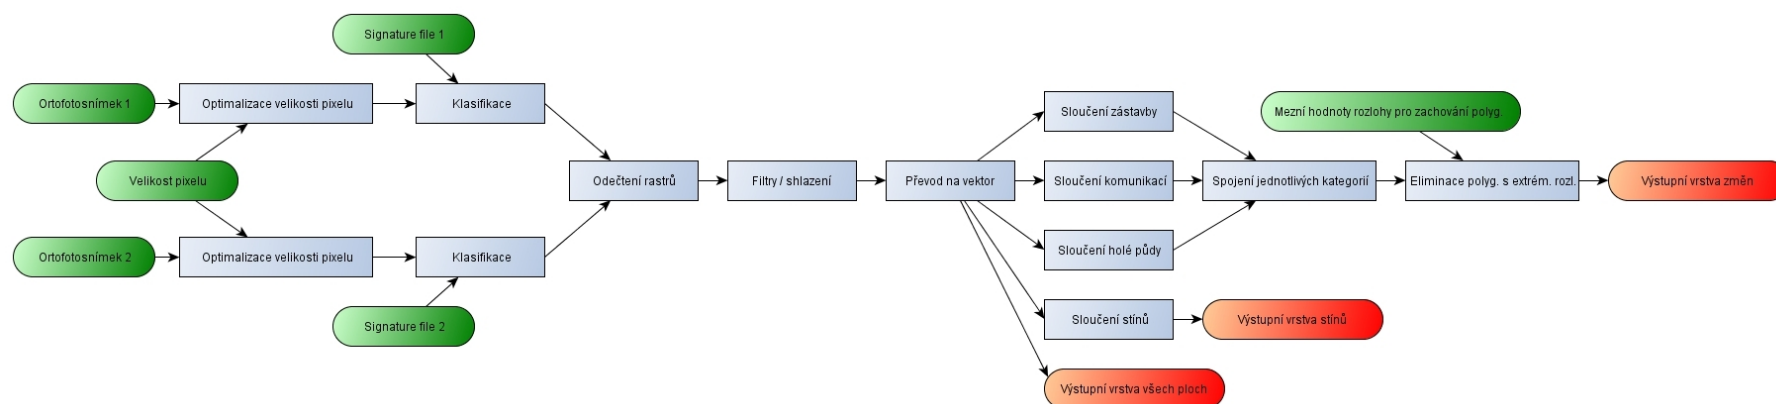 Signature file 1
Ortofotosnímek 1
Optimalizace velikosti pixelu
Klasifikace
Velikost pixelu
Ortofotosnímek 2
Optimalizace velikosti pixelu
Klasifikace
Signature file 2
Odečtení rastrů
Filtry / shlazení
Převod na vektor
Sloučení zástavby
Sloučení komunikací
Sloučení holé půdy
Sloučení stínů
Výstupní vrstva všech ploch
Výstupní vrstva stínů
Spojení jednotlivých kategorií
Mezní hodnoty rozlohy pro zachování polyg.
Eliminace polyg. s extrém. rozl.
Výstupní vrstva změn